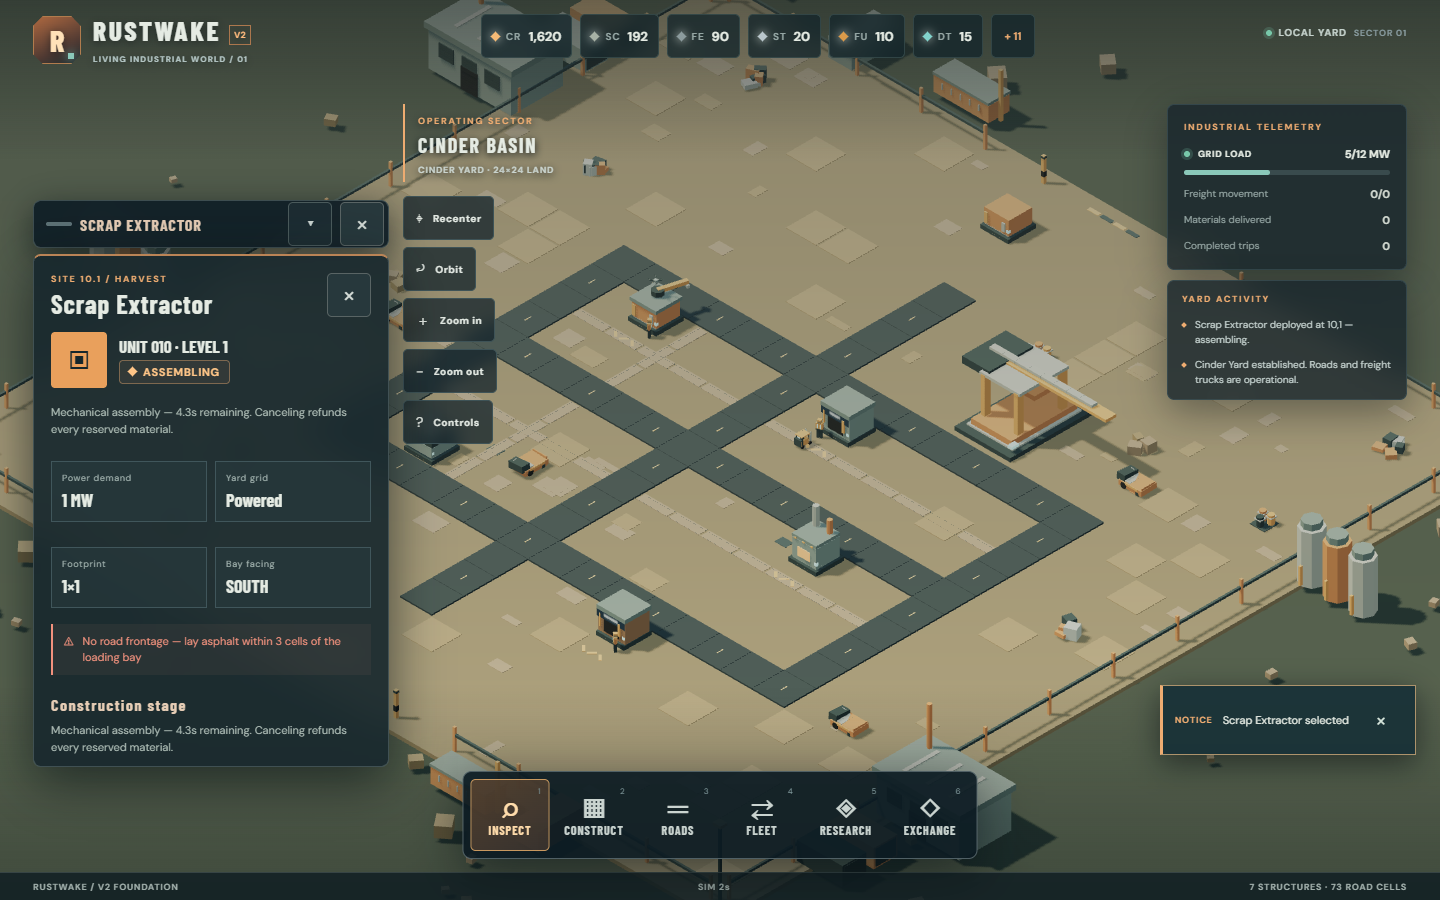 R
RUSTWAKE V2
LIVING INDUSTRIAL WORLD / 01
CR 1,620
SC 192
FE 90
ST 20
FU 110
DT 15
+11
LOCAL YARD SECTOR 01
OPERATING SECTOR
CINDER BASIN
CINDER YARD · 24×24 LAND
Recenter
Orbit
+ Zoom in
− Zoom out
? Controls
SCRAP EXTRACTOR
▼
×
SITE 10.1 / HARVEST
Scrap Extractor
×
UNIT 010 · LEVEL 1
◆ ASSEMBLING
Mechanical assembly — 4.3s remaining. Canceling refunds
every reserved material.
Power demand
1 MW
Yard grid
Powered
Footprint
1×1
Bay facing
SOUTH
⚠ No road frontage — lay asphalt within 3 cells of the
loading bay
Construction stage
Mechanical assembly — 4.3s remaining. Canceling refunds
every reserved material.
INDUSTRIAL TELEMETRY
GRID LOAD 5/12 MW
Freight movement 0/0
Materials delivered 0
Completed trips 0
YARD ACTIVITY
Scrap Extractor deployed at 10,1 —
assembling.
Cinder Yard established. Roads and freight
trucks are operational.
NOTICE Scrap Extractor selected ×
1
INSPECT
2
CONSTRUCT
3
ROADS
4
FLEET
5
RESEARCH
6
EXCHANGE
RUSTWAKE / V2 FOUNDATION
SIM 2s
7 STRUCTURES · 73 ROAD CELLS